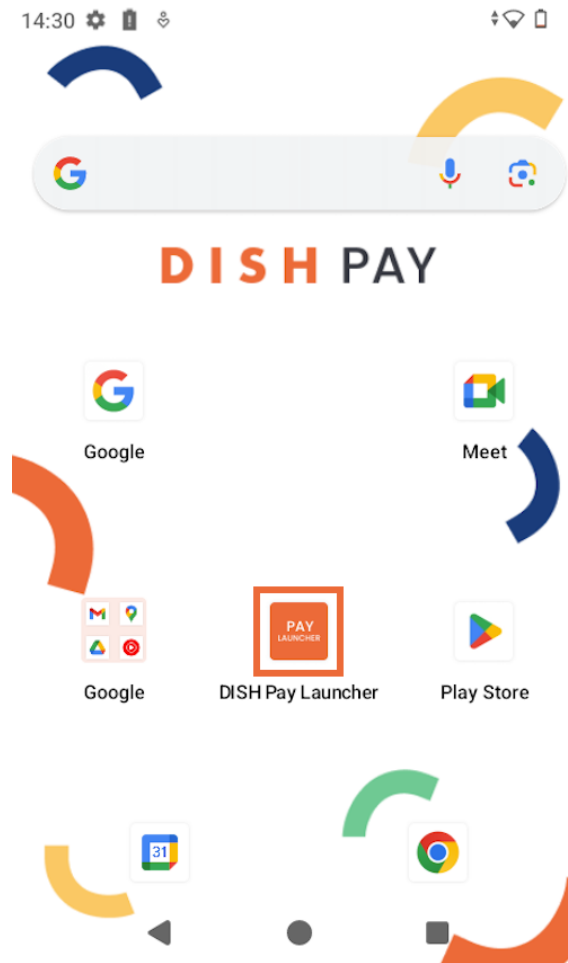 14:30
DISH PAY
Google
Meet
PAY
LAUNCHER
Google
DISH Pay Launcher
Play Store
31